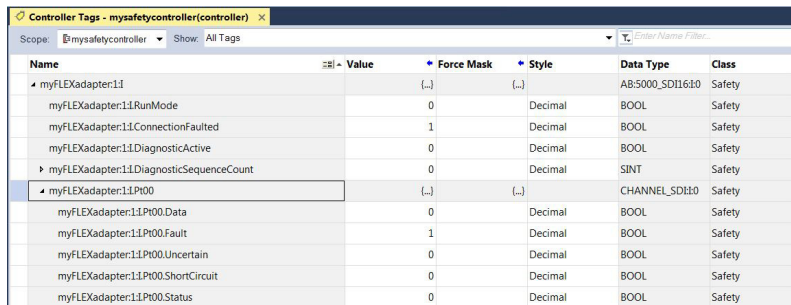 Controller Tags - mysafetycontroller(controller) ×
Scope: mysafetycontroller Show: All Tags Enter Name Filter...
Name Value Force Mask Style Data Type Class
myFLEXadapter:1:I {...} {...} AB:5000_SDI16:I:0 Safety
myFLEXadapter:1:I.RunMode 0 Decimal BOOL Safety
myFLEXadapter:1:I.ConnectionFaulted 1 Decimal BOOL Safety
myFLEXadapter:1:I.DiagnosticActive 0 Decimal BOOL Safety
myFLEXadapter:1:I.DiagnosticSequenceCount 0 Decimal SINT Safety
myFLEXadapter:1:I.Pt00 {...} {...} CHANNEL_SDI:I:0 Safety
myFLEXadapter:1:I.Pt00.Data 0 Decimal BOOL Safety
myFLEXadapter:1:I.Pt00.Fault 1 Decimal BOOL Safety
myFLEXadapter:1:I.Pt00.Uncertain 0 Decimal BOOL Safety
myFLEXadapter:1:I.Pt00.ShortCircuit 0 Decimal BOOL Safety
myFLEXadapter:1:I.Pt00.Status 0 Decimal BOOL Safety